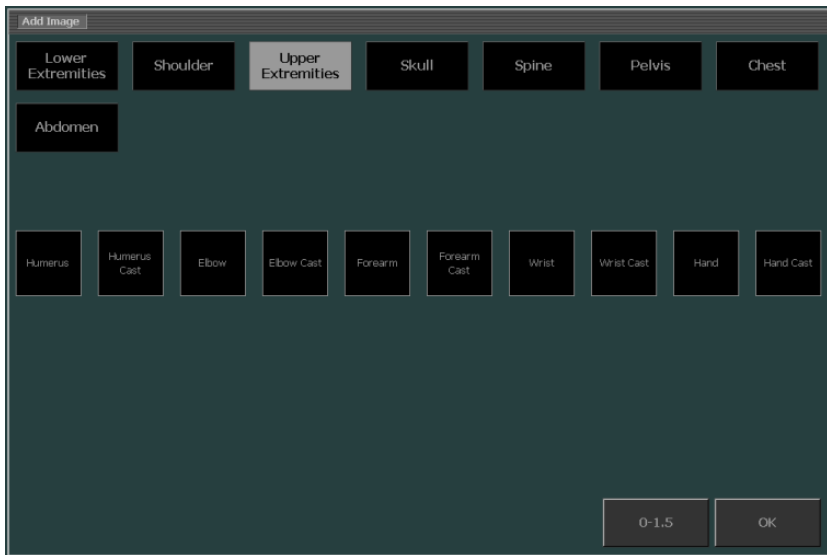 Add Image
Lower
Extremities
Shoulder
Upper
Extremities
Skull
Spine
Pelvis
Chest
Abdomen
Humerus
Humerus
Cast
Elbow
Elbow Cast
Forearm
Forearm
Cast
Wrist
Wrist Cast
Hand
Hand Cast
0-1.5
OK